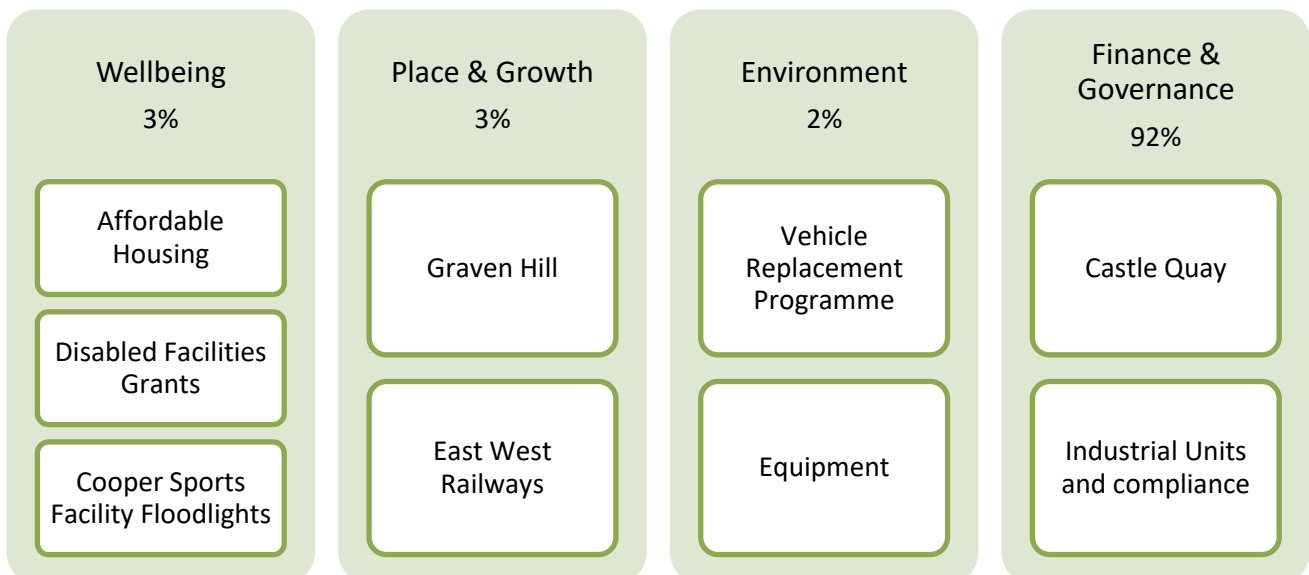 Wellbeing
3%
Affordable
Housing
Disabled Facilities
Grants
Cooper Sports
Facility Floodlights
Place & Growth
3%
Graven Hill
East West
Railways
Environment
2%
Vehicle
Replacement
Programme
Equipment
Finance &
Governance
92%
Castle Quay
Industrial Units
and compliance